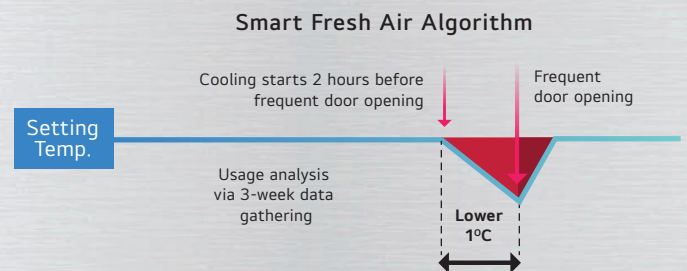 Smart Fresh Air Algorithm
Cooling starts 2 hours before
frequent door opening
Frequent
door opening
Setting
Temp.
Usage analysis
via 3-week data
gathering
Lower
1ºC